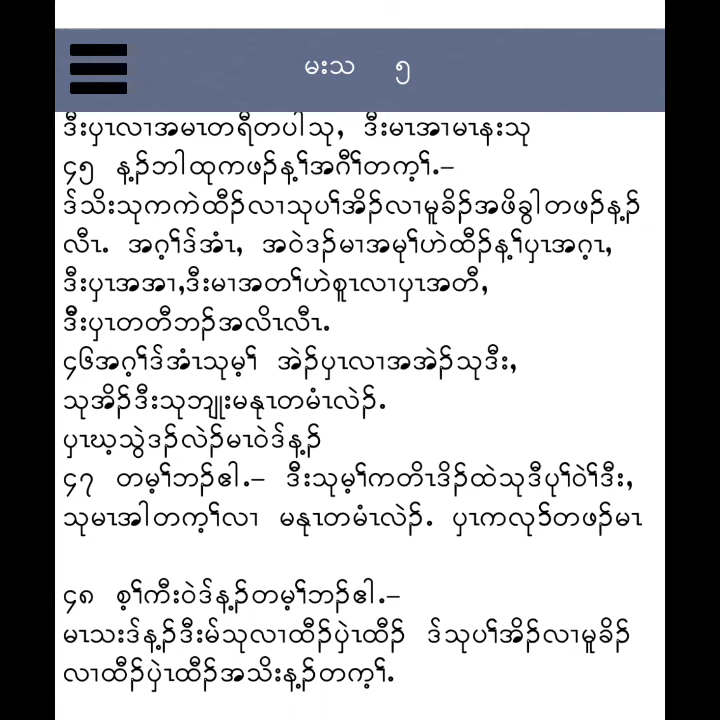 မးသ ၅
ဒီးပှၤလၢအမၤတရီတပါသု, ဒီးမၤအၢမၤနးသု
၄၅ န့ၣ်ဘါထုကဖၣ်န့ၢ်အဂီၢ်တက့ၢ်.–
ဒ်သိးသုကကဲထီၣ်လၢသုပၢ်အိၣ်လၢမူခိၣ်အဖိခွါတဖၣ်န့ၣ်
လီၤ. အဂ့ၢ်ဒ်အံၤ, အဝဲဒၣ်မၢအမုၢ်ဟဲထီၣ်န့ၢ်ပှၤအဂ့ၤ,
ဒီးပှၤအအၢ,ဒီးမၢအတၢ်ဟဲစူၤလၢပှၤအတီ,
ဒီးပှၤတတီဘၣ်အလိၤလီၤ.
၄၆အဂ့ၢ်ဒ်အံၤသုမ့ၢ် အဲၣ်ပှၤလၢအအဲၣ်သုဒီး,
သုအိၣ်ဒီးသုဘျုးမနုၤတမံၤလဲၣ်.
ပှၤဃ့သွဲဒၣ်လဲၣ်မၤဝဲဒ်န့ၣ်
၄၇ တမ့ၢ်ဘၣ်ဧါ.– ဒီးသုမ့ၢ်ကတိၤဒိၣ်ထဲသုဒီပုၢ်ဝဲၢ်ဒီး,
သုမၤအါတက့ၢ်လၢ မနုၤတမံၤလဲၣ်. ပှၤကလုာ်တဖၣ်မၤ
၄၈ စ့ၢ်ကီးဝဲဒ်န့ၣ်တမ့ၢ်ဘၣ်ဧါ.–
မၤသးဒ်န့ၣ်ဒီးမ်သုလၢထီၣ်ပှဲၤထီၣ် ဒ်သုပၢ်အိၣ်လၢမူခိၣ်
လၢထီၣ်ပှဲၤထီၣ်အသိးန့ၣ်တက့ၢ်.